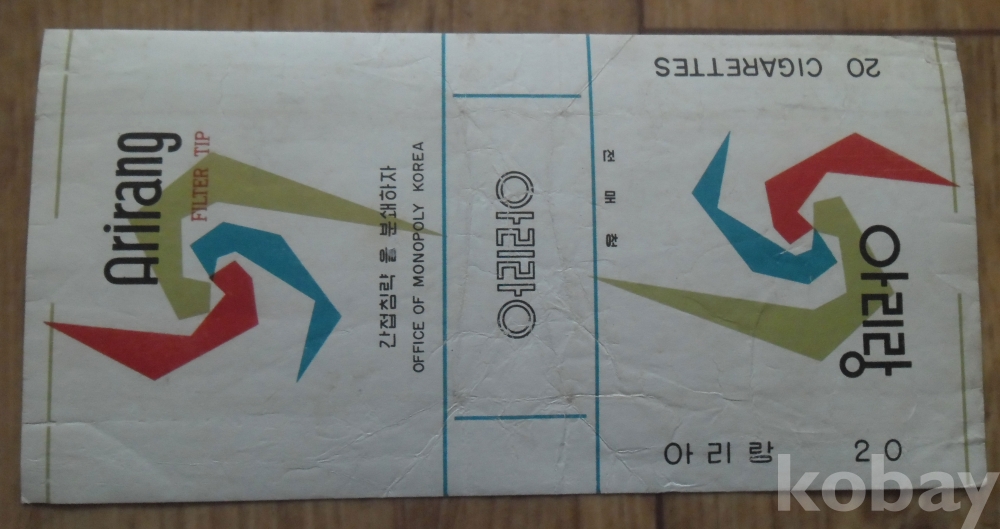 Arirang
FILTER TIP
간접침략 을 분쇄하자
OFFICE OF MONOPOLY KOREA
아리랑
전 매 청
20 CIGARETTES
아리랑
아 리 랑 20
kobay